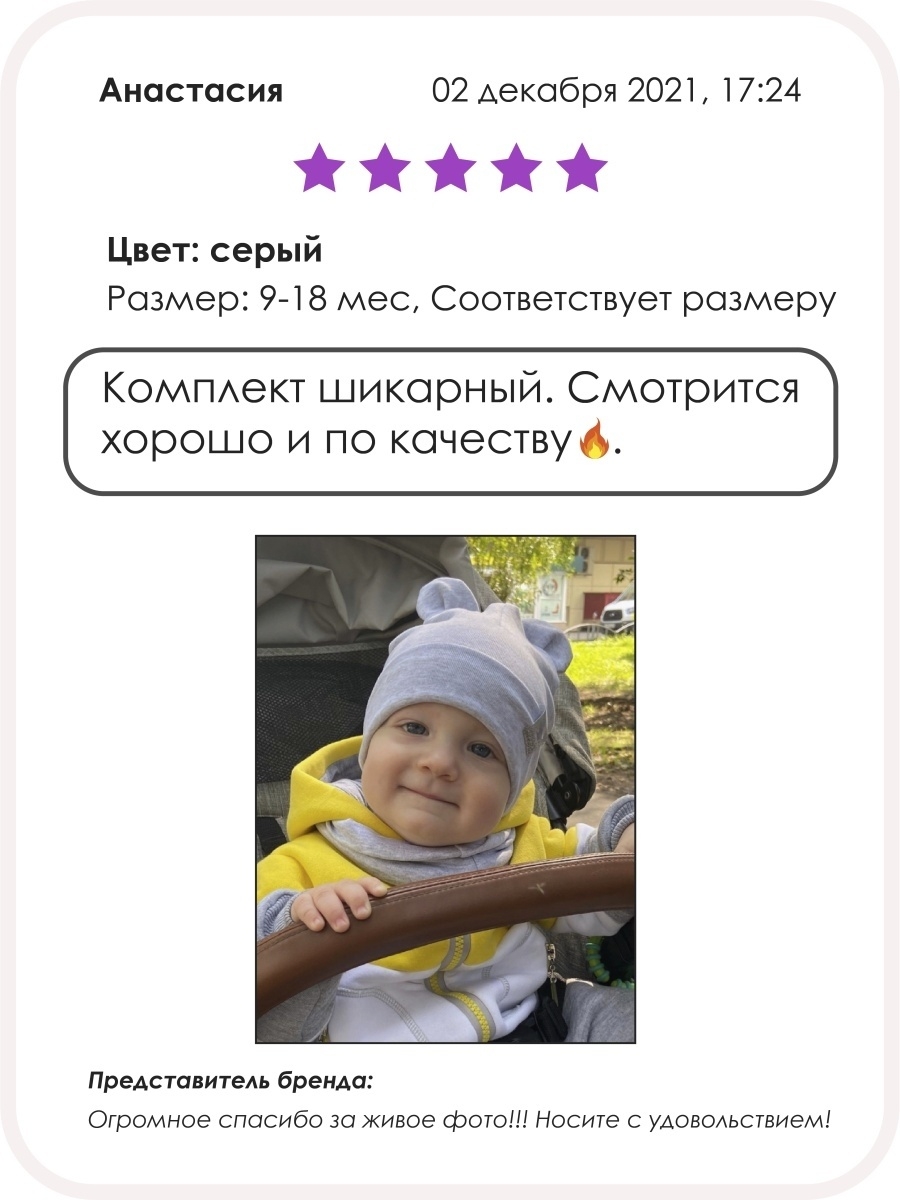 Анастасия 02 декабря 2021, 17:24
Цвет: серый
Размер: 9-18 мес, Соответствует размеру
Комплект шикарный. Смотрится
хорошо и по качеству🔥.
Представитель бренда:
Огромное спасибо за живое фото!!! Носите с удовольствием!